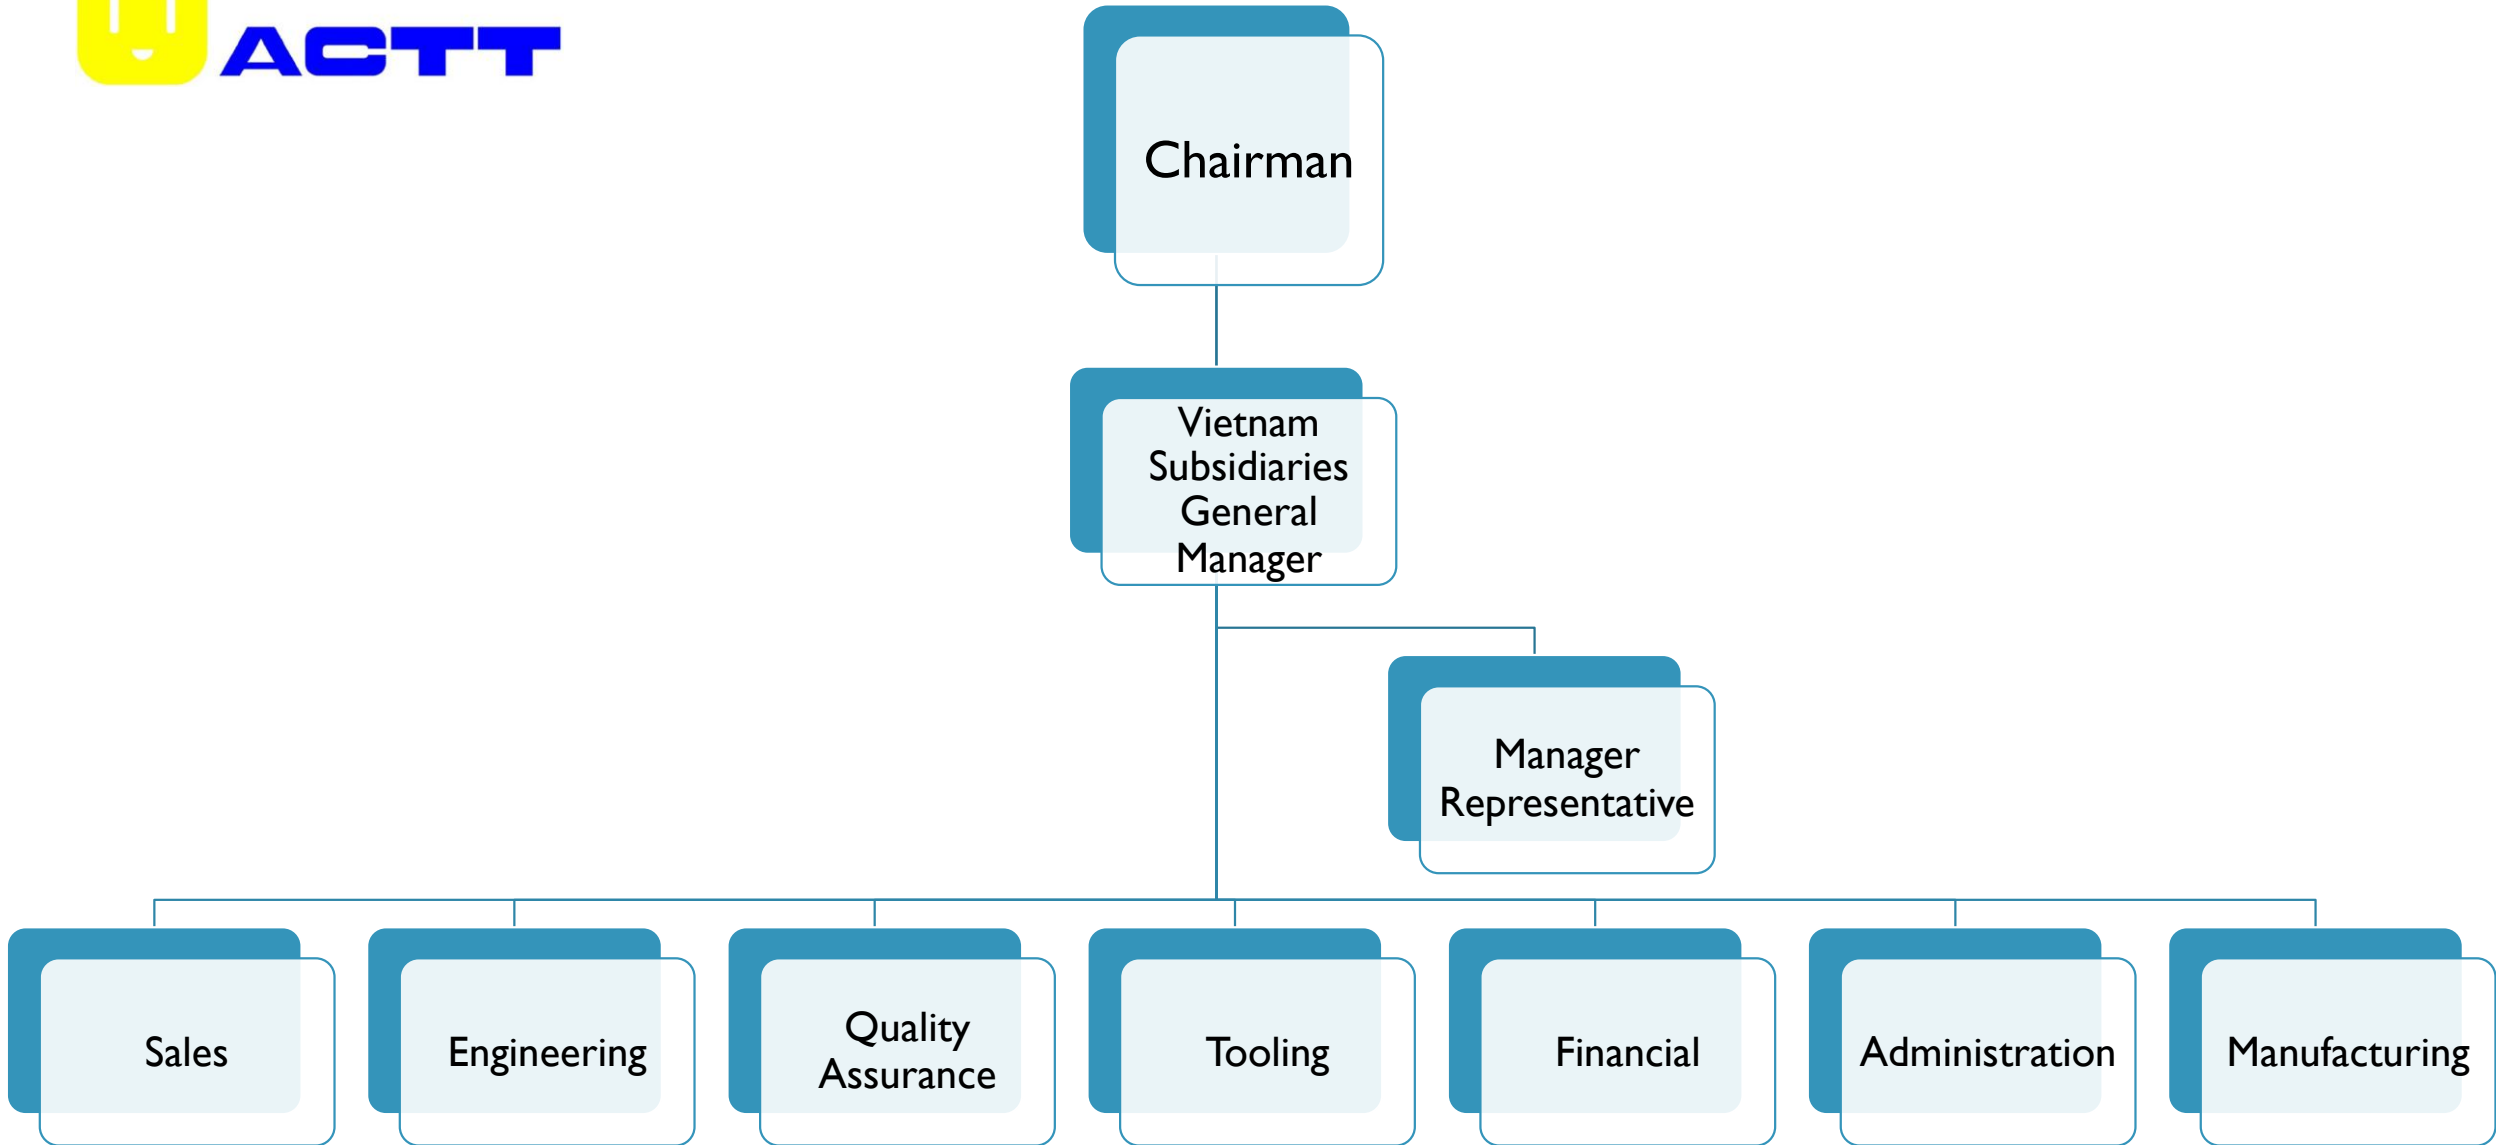 ACTT
Chairman
Vietnam
Subsidiaries
General
Manager
Manager
Representative
Sales
Engineering
Quality
Assurance
Tooling
Financial
Administration
Manufacturing